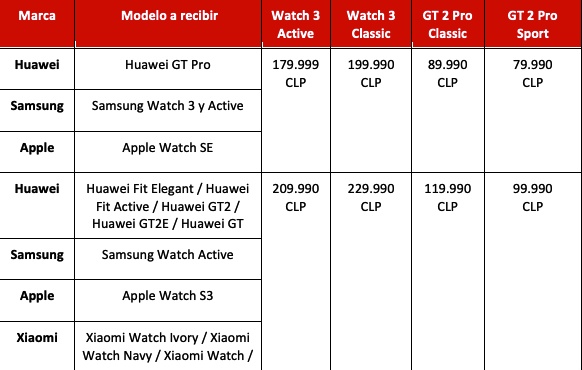 Marca Modelo a recibir Watch 3 Active Watch 3 Classic GT 2 Pro Classic GT 2 Pro Sport
Huawei Huawei GT Pro 179.999 CLP 199.990 CLP 89.990 CLP 79.990 CLP
Samsung Samsung Watch 3 y Active
Apple Apple Watch SE
Huawei Huawei Fit Elegant / Huawei 209.990 CLP 229.990 CLP 119.990 CLP 99.990 CLP
Fit Active / Huawei GT2 /
Huawei GT2E / Huawei GT
Samsung Samsung Watch Active
Apple Apple Watch S3
Xiaomi Xiaomi Watch Ivory / Xiaomi
Watch Navy / Xiaomi Watch /